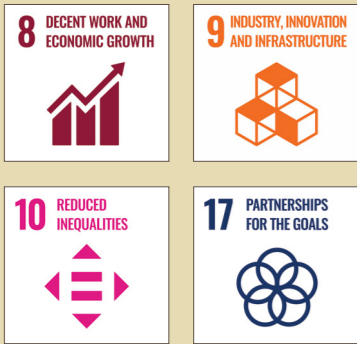 8 DECENT WORK AND
ECONOMIC GROWTH
9 INDUSTRY, INNOVATION
AND INFRASTRUCTURE
10 REDUCED
INEQUALITIES
17 PARTNERSHIPS
FOR THE GOALS